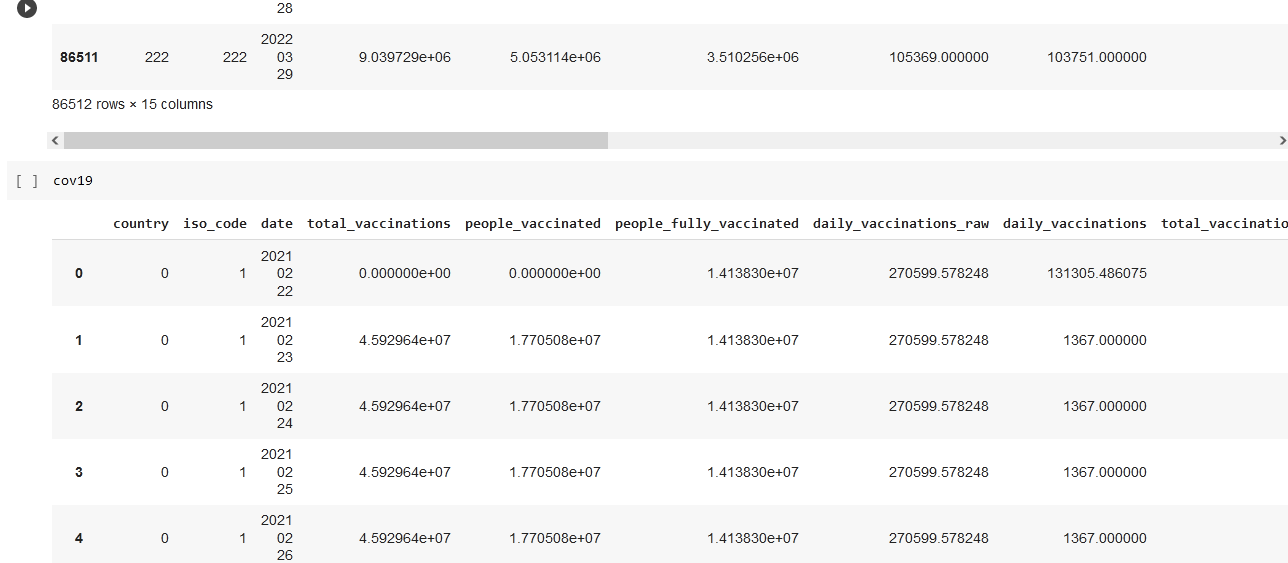 28
86511 222 222 2022 03 29 9.039729e+06 5.053114e+06 3.510256e+06 105369.000000 103751.000000
86512 rows × 15 columns
[ ] cov19
country iso_code date total_vaccinations people_vaccinated people_fully_vaccinated daily_vaccinations_raw daily_vaccinations total_vaccinatio
0 0 1 2021 02 22 0.000000e+00 0.000000e+00 1.413830e+07 270599.578248 131305.486075
1 0 1 2021 02 23 4.592964e+07 1.770508e+07 1.413830e+07 270599.578248 1367.000000
2 0 1 2021 02 24 4.592964e+07 1.770508e+07 1.413830e+07 270599.578248 1367.000000
3 0 1 2021 02 25 4.592964e+07 1.770508e+07 1.413830e+07 270599.578248 1367.000000
4 0 1 2021 02 26 4.592964e+07 1.770508e+07 1.413830e+07 270599.578248 1367.000000